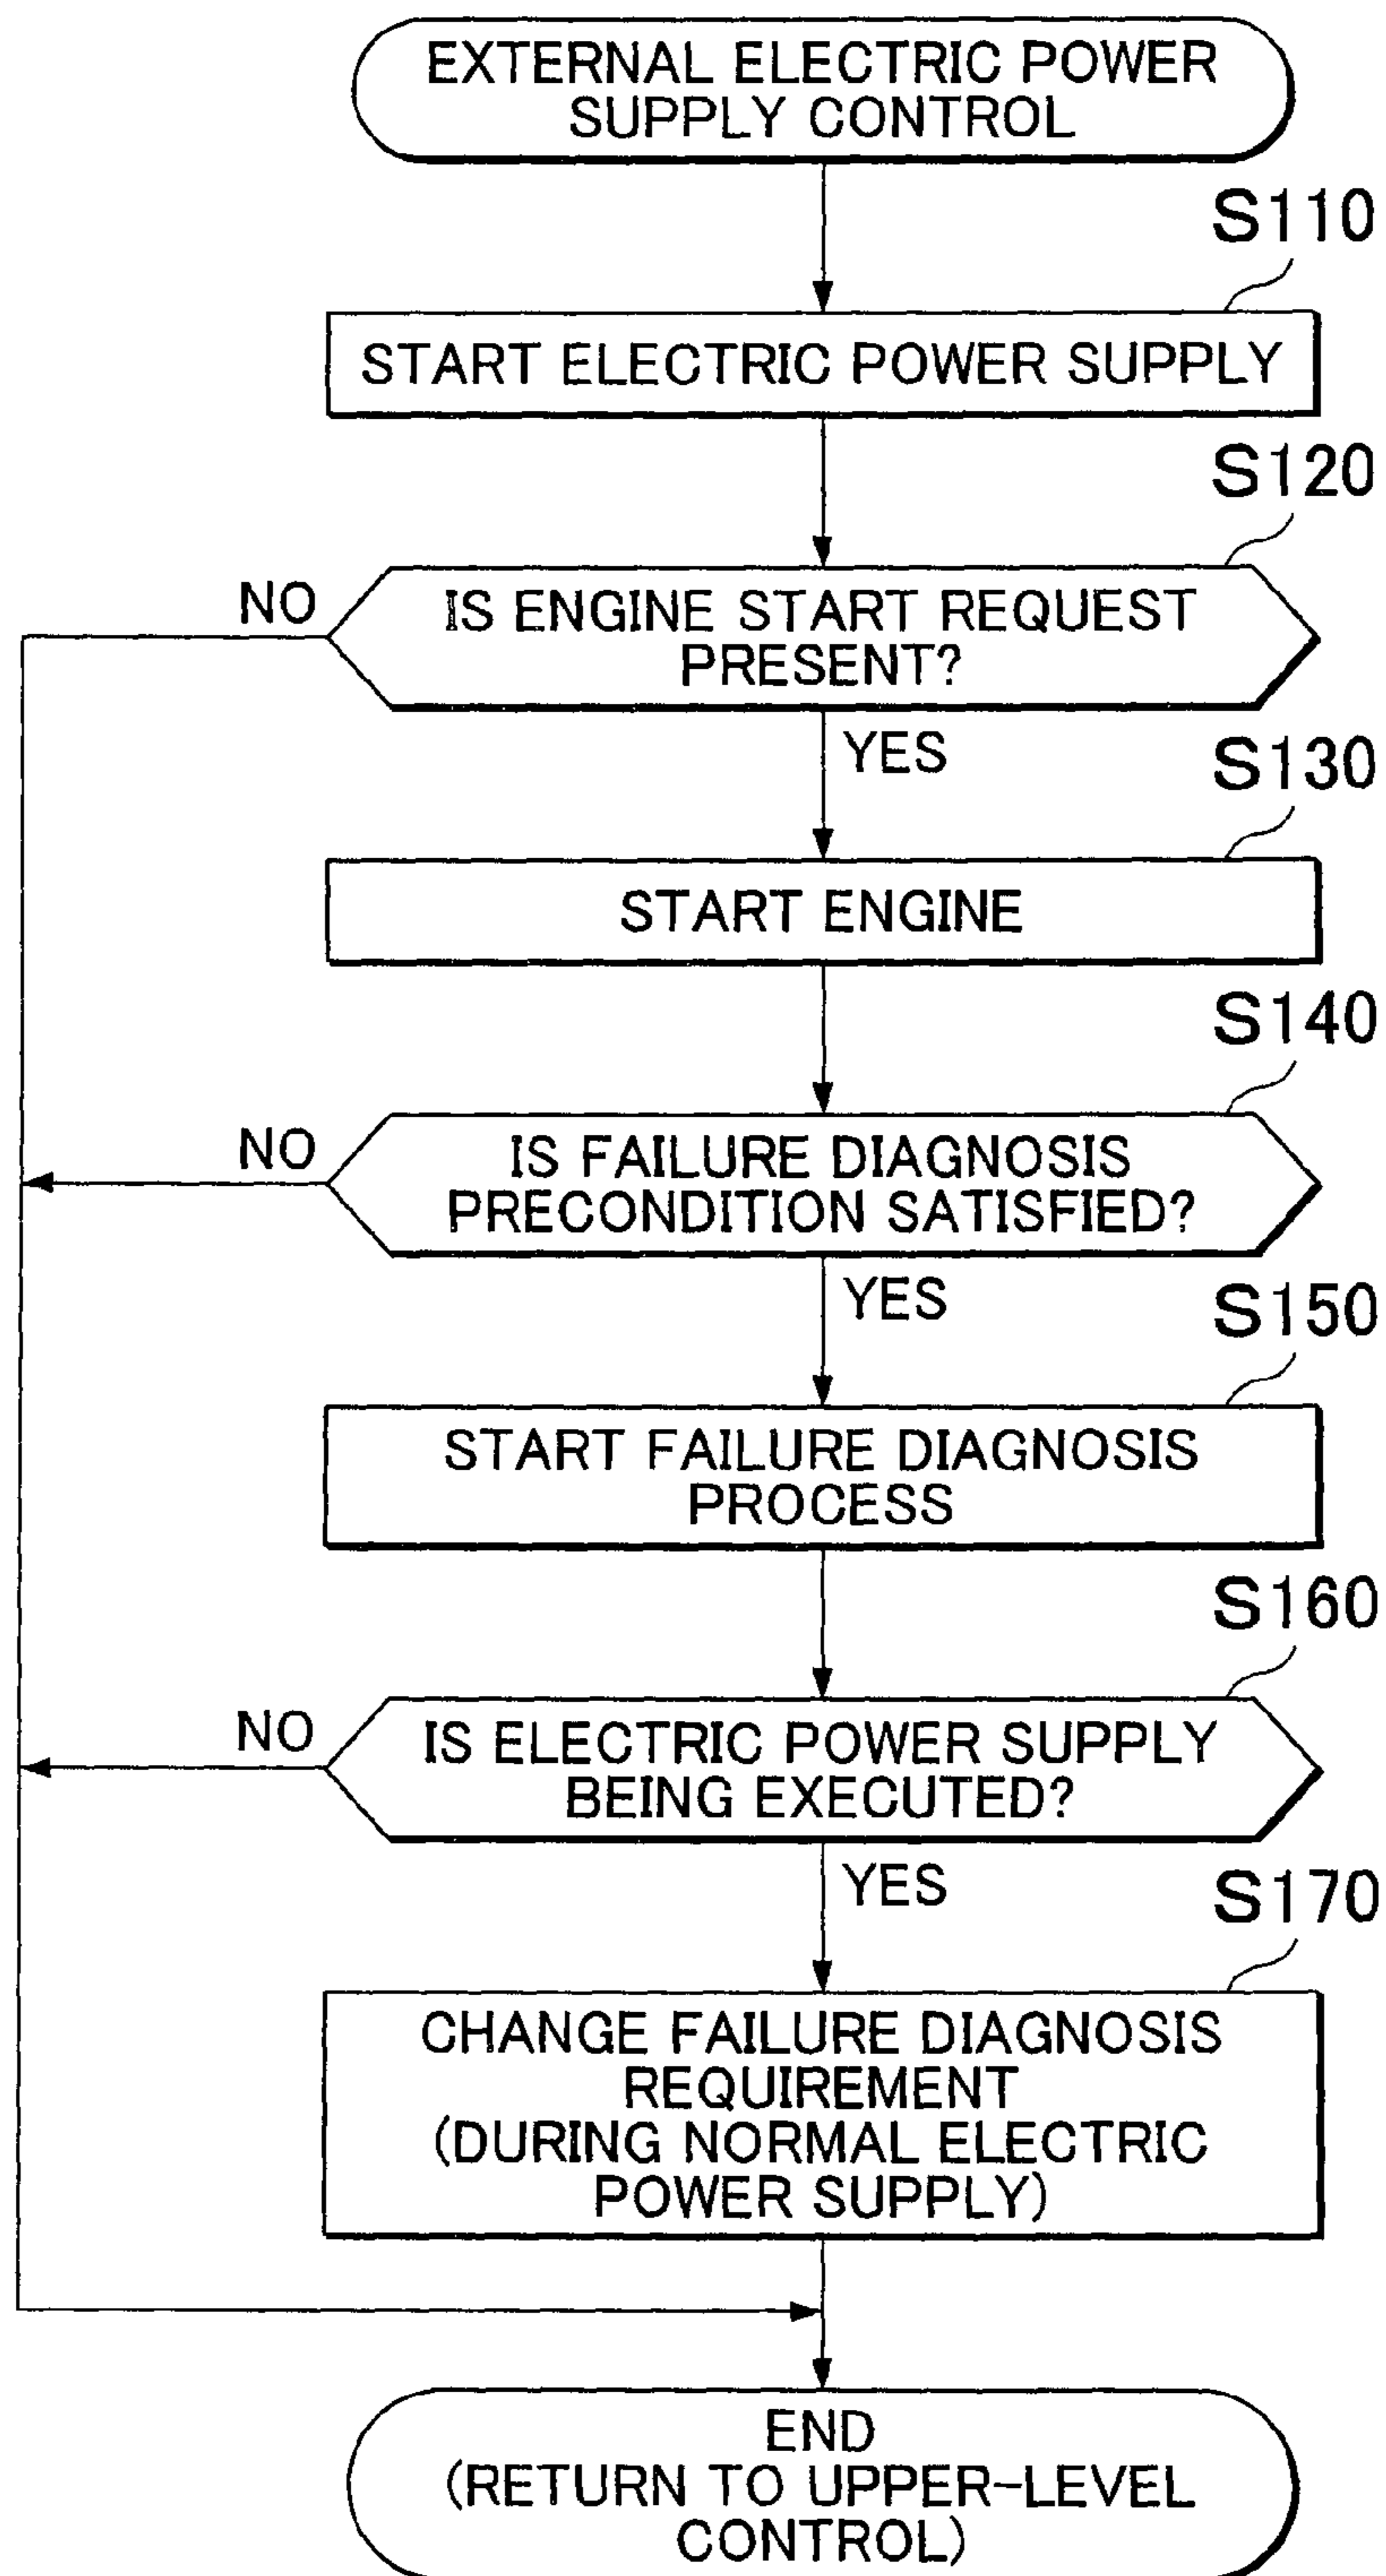 EXTERNAL ELECTRIC POWER
SUPPLY CONTROL
S110
START ELECTRIC POWER SUPPLY
S120
NO
IS ENGINE START REQUEST
PRESENT?
YES
S130
START ENGINE
S140
NO
IS FAILURE DIAGNOSIS
PRECONDITION SATISFIED?
YES
S150
START FAILURE DIAGNOSIS
PROCESS
S160
NO
IS ELECTRIC POWER SUPPLY
BEING EXECUTED?
YES
S170
CHANGE FAILURE DIAGNOSIS
REQUIREMENT
(DURING NORMAL ELECTRIC
POWER SUPPLY)
END
(RETURN TO UPPER-LEVEL
CONTROL)